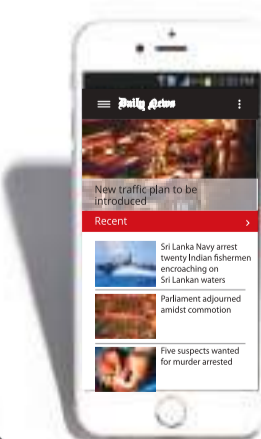 Daily News
New traffic plan to be
introduced
Recent
Sri Lanka Navy arrest
twenty Indian fishermen
encroaching on
Sri Lankan waters
Parliament adjourned
amidst commotion
Five suspects wanted
for murder arrested